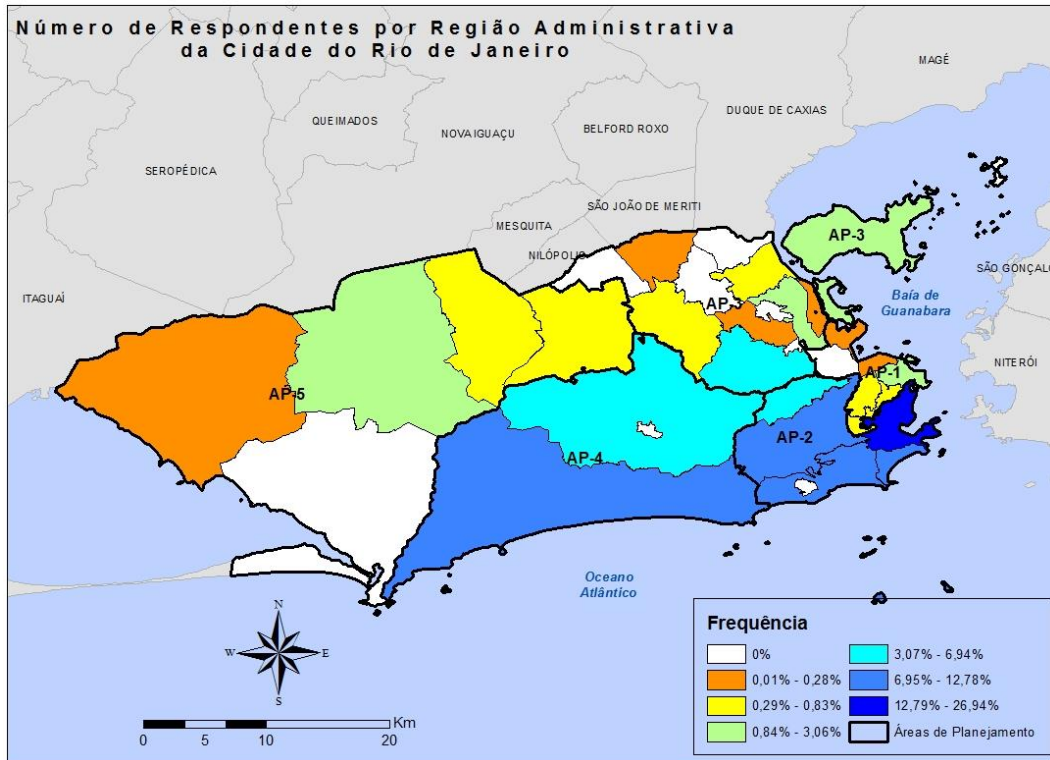 Número de Respondentes por Região Administrativa
da Cidade do Rio de Janeiro
MAGÉ
DUQUE DE CAXIAS
QUEIMADOS
NOVA IGUAÇU
BELFORD ROXO
SEROPÉDICA
SÃO JOÃO DE MERITI
MESQUITA
NILÓPOLIS
AP-3
SÃO GONÇALO
ITAGUAÍ
AP-3
Baía de
Guanabara
NITERÓI
AP-1
AP-5
AP-2
AP-4
Oceano
Atlântico
N
W
E
S
Km
0
5
10
20
Frequência
0%
0,01% - 0,28%
0,29% - 0,83%
0,84% - 3,06%
3,07% - 6,94%
6,95% - 12,78%
12,79% - 26,94%
Áreas de Planejamento